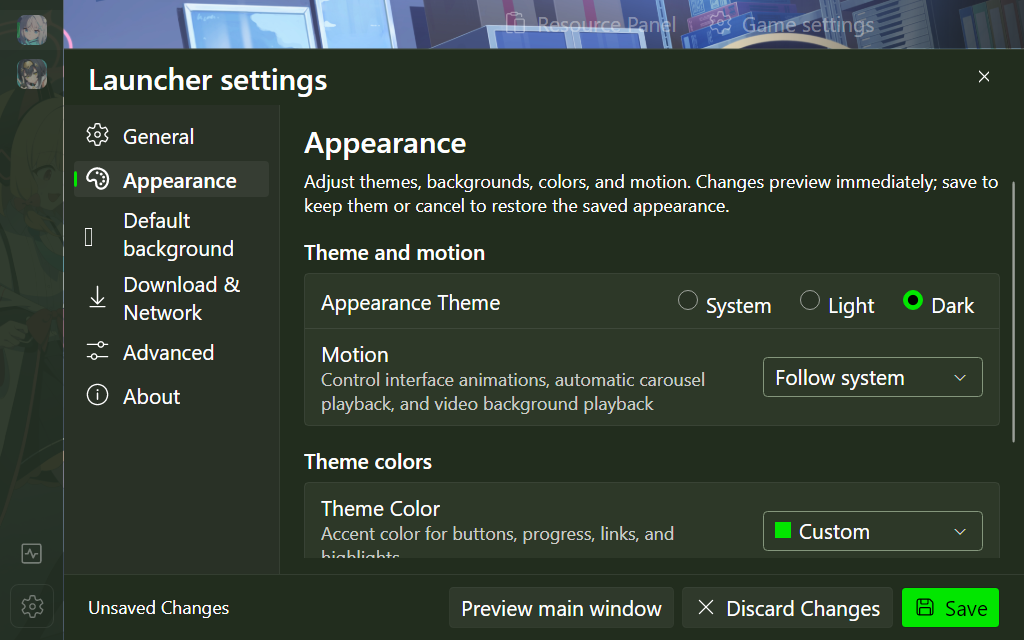 Resource Panel
Game settings
Launcher settings
General
Appearance
Default
background
Download &
Network
Advanced
About
Appearance
Adjust themes, backgrounds, colors, and motion. Changes preview immediately; save to
keep them or cancel to restore the saved appearance.
Theme and motion
Appearance Theme
System
Light
Dark
Motion
Control interface animations, automatic carousel
playback, and video background playback
Follow system
Theme colors
Theme Color
Accent color for buttons, progress, links, and
highlights
Custom
Unsaved Changes
Preview main window
Discard Changes
Save